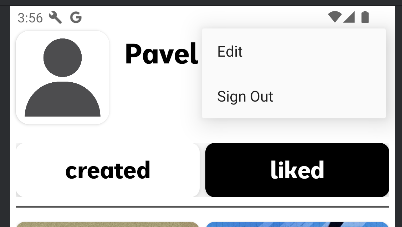 3:56 G
Pavel
Edit
Sign Out
created
liked